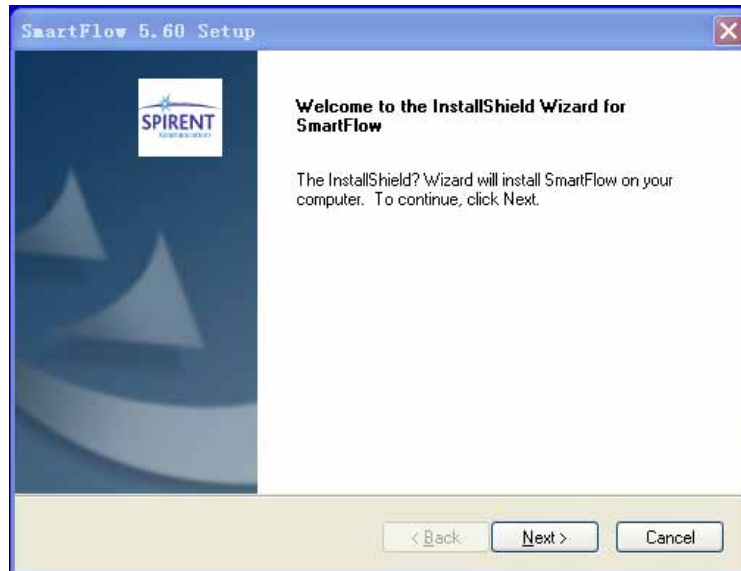 SmartFlow 5.60 Setup
SPIRENT
Communications
Welcome to the InstallShield Wizard for
SmartFlow
The InstallShield? Wizard will install SmartFlow on your
computer. To continue, click Next.
< Back
Next >
Cancel